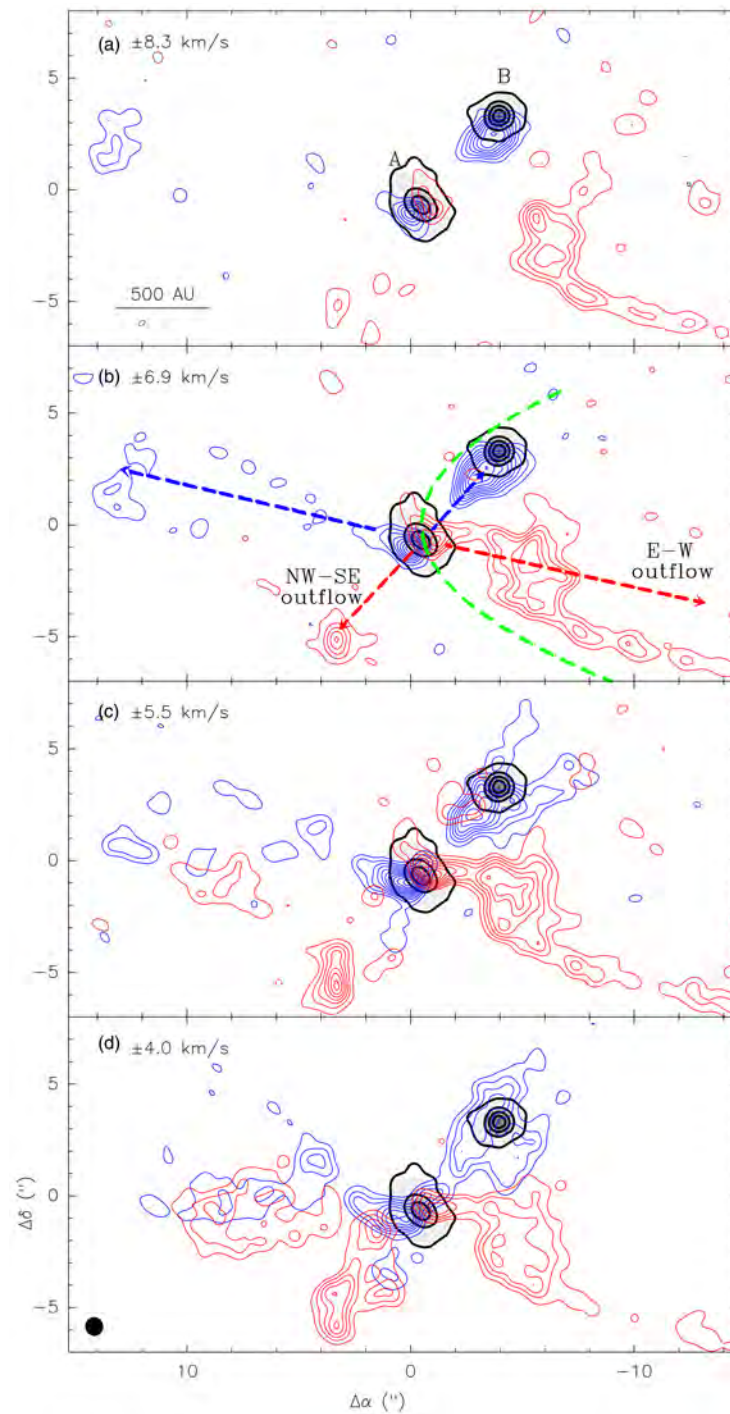 (a) ±8.3 km/s
B
A
5
0
−5
500 AU
(b) ±6.9 km/s
5
0
−5
NW−SE
outflow
E−W
outflow
(c) ±5.5 km/s
5
0
−5
(d) ±4.0 km/s
5
0
−5
Δδ (")
10 0 −10
Δα (")